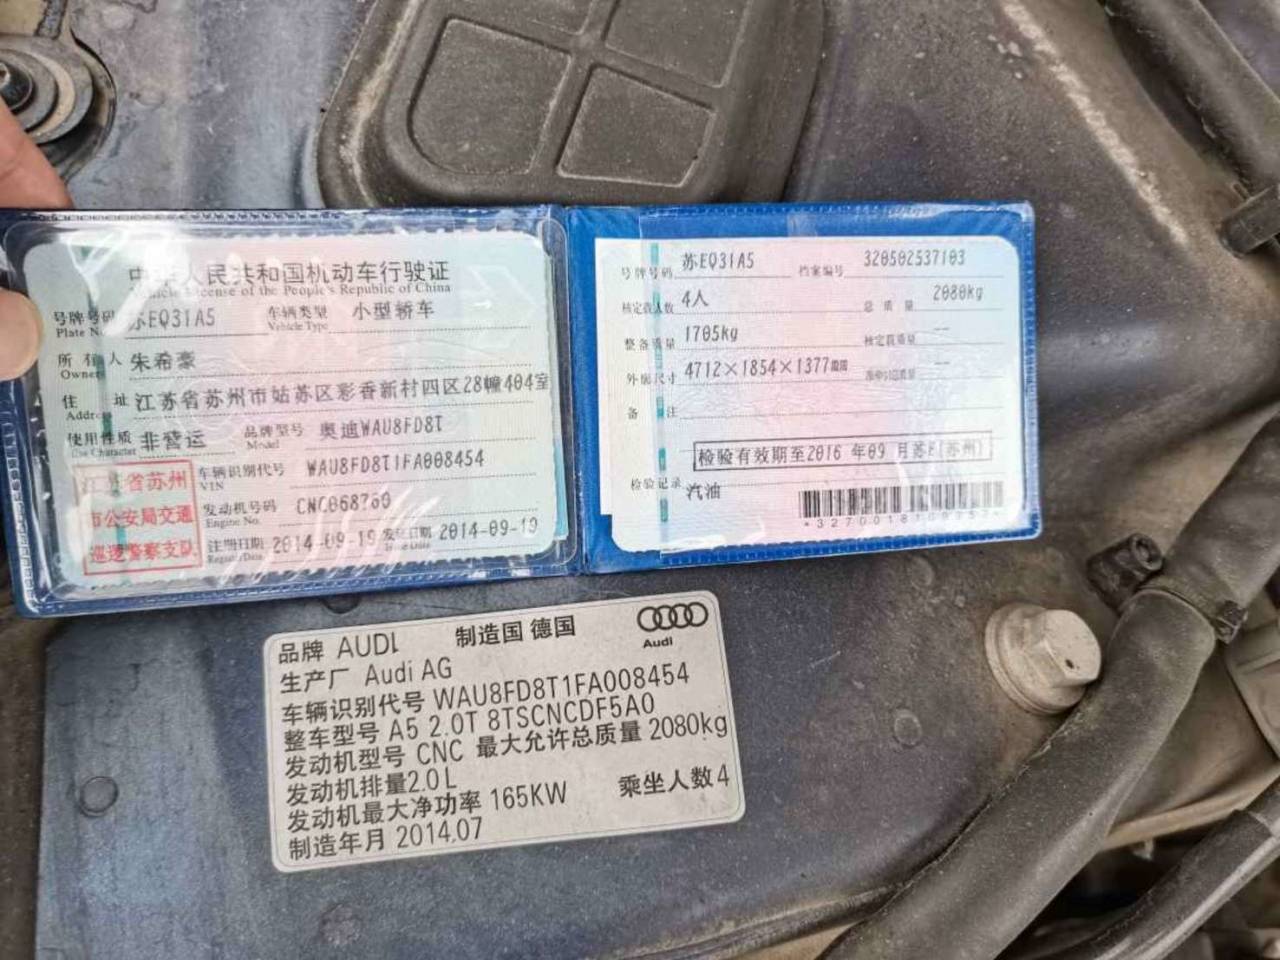 中华人民共和国机动车行驶证
Vehicle License of the People's Republic of China
号牌号码 苏EQ31A5 车辆类型 小型轿车
Plate No. Vehicle Type
所有人 朱希豪
Owner
住址 江苏省苏州市姑苏区彩香新村四区28幢404室
Address
使用性质 非营运 品牌型号 奥迪WAU8FD8T
Use Character Model
江苏省苏州
市公安局交通
巡逻警察支队
车辆识别代号 WAU8FD8T1FA008454
VIN
发动机号码 CNC068760
Engine No.
注册日期 2014-09-19 发证日期 2014-09-19
Register Date Issue Date
号牌号码 苏EQ31A5 档案编号 320502537103
核定载人数 4人 总质量 2080kg
整备质量 1705kg 核定载质量 --
外廓尺寸 4712×1854×1377mm 准牵引总质量 --
备注
检验有效期至2016年09月苏E(苏州)
检验记录
汽油
品牌 AUDI 制造国 德国
Audi
生产厂 Audi AG
车辆识别代号 WAU8FD8T1FA008454
整车型号 A5 2.0T 8TSCNCDF5A0
发动机型号 CNC 最大允许总质量 2080kg
发动机排量2.0L
发动机最大净功率 165KW 乘坐人数4
制造年月 2014.07